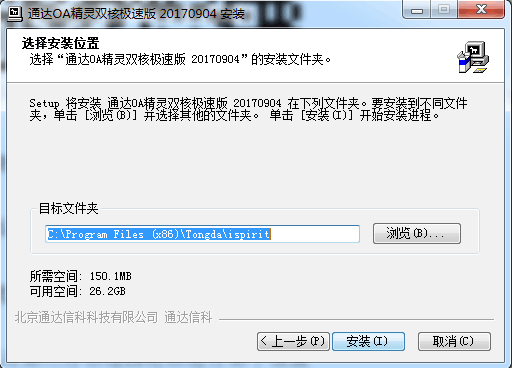 通达OA精灵双核极速版 20170904 安装
选择安装位置
选择“通达OA精灵双核极速版 20170904”的安装文件夹。
Setup 将安装 通达OA精灵双核极速版 20170904 在下列文件夹。要安装到不同文件
夹，单击 [浏览(B)] 并选择其他的文件夹。 单击 [安装(I)] 开始安装进程。
目标文件夹
C:\Program Files (x86)\Tongda\ispirit
浏览(B)...
所需空间: 150.1MB
可用空间: 26.2GB
北京通达信科科技有限公司 通达信科
< 上一步(P)
安装(I)
取消(C)